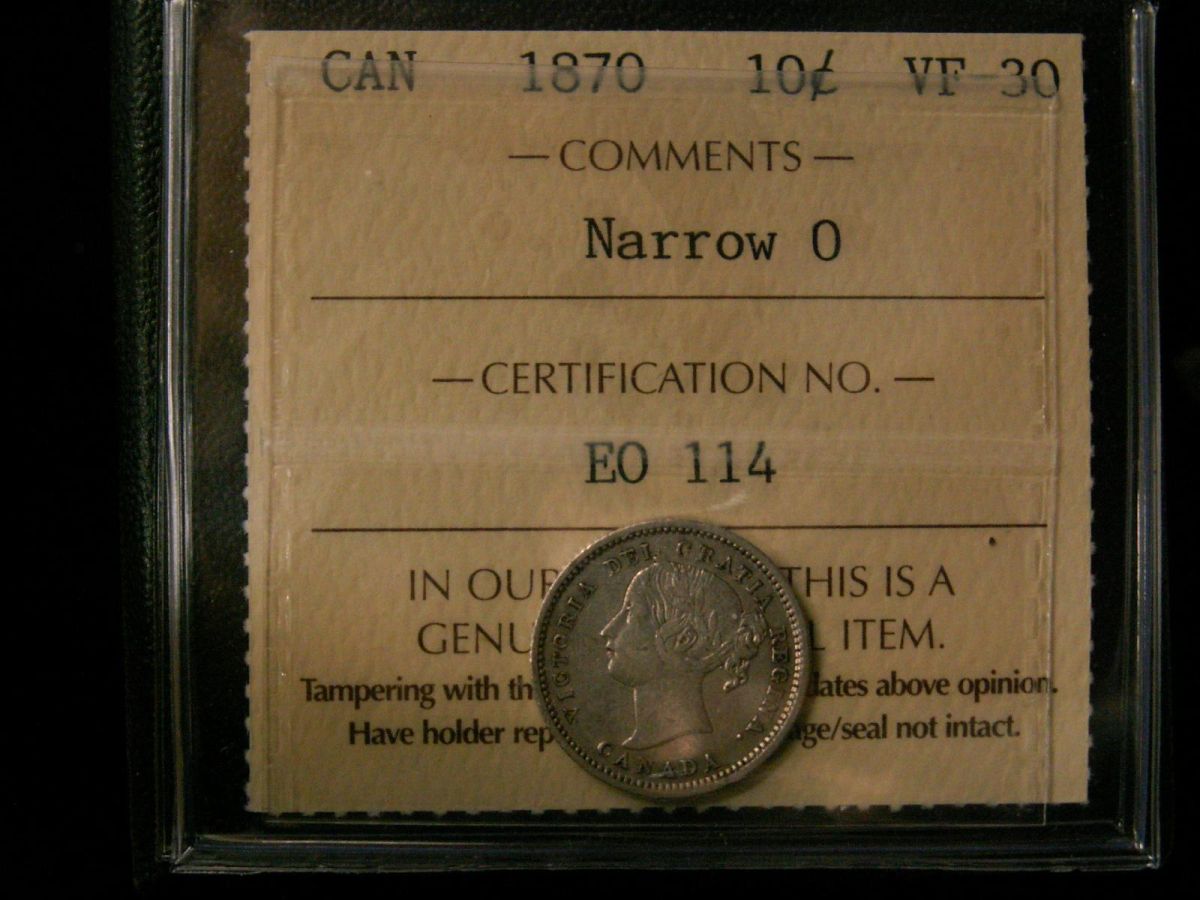 CAN 1870 10¢ VF-30
— COMMENTS —
Narrow 0
— CERTIFICATION NO. —
EO 114
IN OUR THIS IS A
GENU L ITEM.
Tampering with th dates above opinion.
Have holder rep age/seal not intact.
VICTORIA DEI GRATIA REGINA.
CANADA